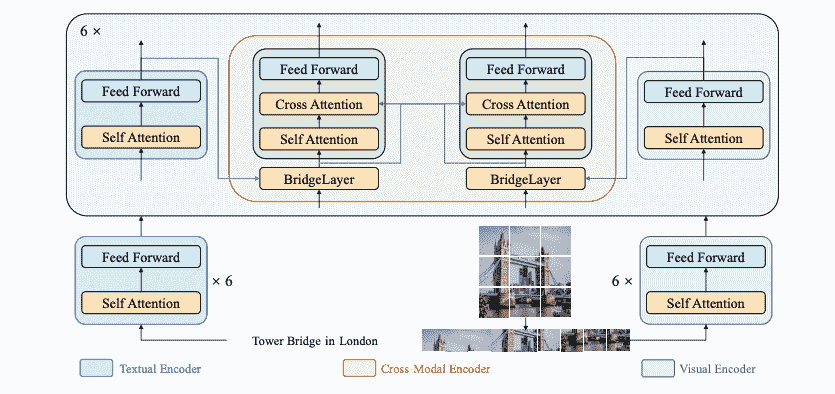 6 ×
Feed Forward
Self Attention
Feed Forward
Cross Attention
Self Attention
BridgeLayer
Feed Forward
Cross Attention
Self Attention
BridgeLayer
Feed Forward
Self Attention
Feed Forward
Self Attention
× 6
6 ×
Feed Forward
Self Attention
Tower Bridge in London
Textual Encoder
Cross Modal Encoder
Visual Encoder